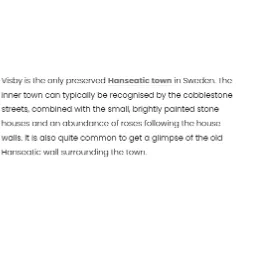 Visby is the only preserved Hanseatic town in Sweden. The
inner town can typically be recognised by the cobblestone
streets, combined with the small, brightly painted stone
houses and an abundance of roses following the house
walls. It is also quite common to get a glimpse of the old
Hanseatic wall surrounding the town.